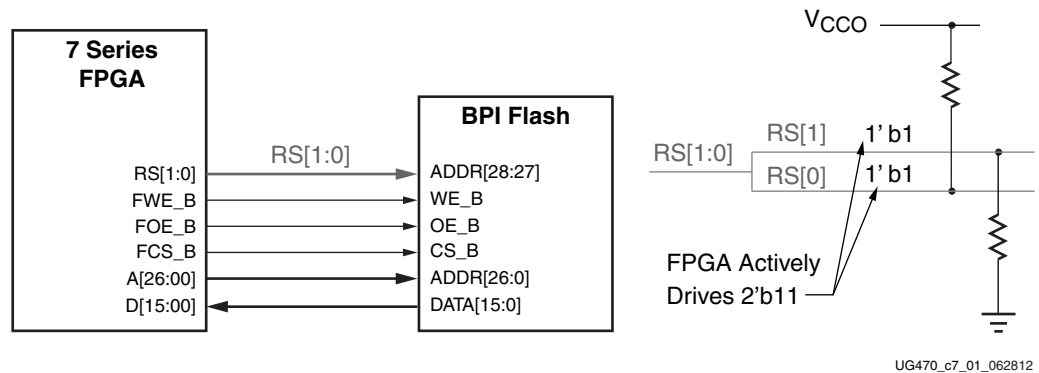 7 Series
FPGA
RS[1:0]
FWE_B
FOE_B
FCS_B
A[26:00]
D[15:00]
RS[1:0]
BPI Flash
ADDR[28:27]
WE_B
OE_B
CS_B
ADDR[26:0]
DATA[15:0]
VCCO
RS[1:0]
RS[1] 1' b1
RS[0] 1' b1
FPGA Actively
Drives 2'b11
UG470_c7_01_062812